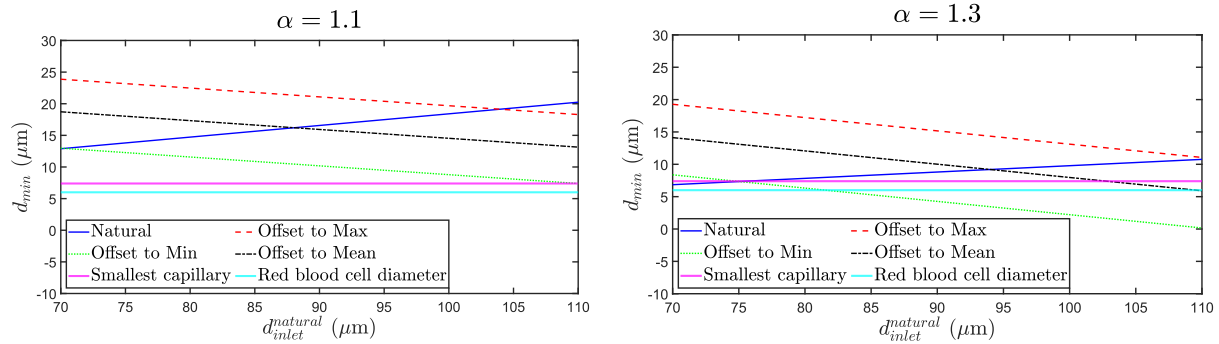 α = 1.1
30
25
20
15
10
5
0
-5
-10
d_min (μm)
Natural
Offset to Max
Offset to Min
Offset to Mean
Smallest capillary
Red blood cell diameter
70 75 80 85 90 95 100 105 110
d_inlet^natural (μm)
α = 1.3
30
25
20
15
10
5
0
-5
-10
d_min (μm)
Natural
Offset to Max
Offset to Min
Offset to Mean
Smallest capillary
Red blood cell diameter
70 75 80 85 90 95 100 105 110
d_inlet^natural (μm)